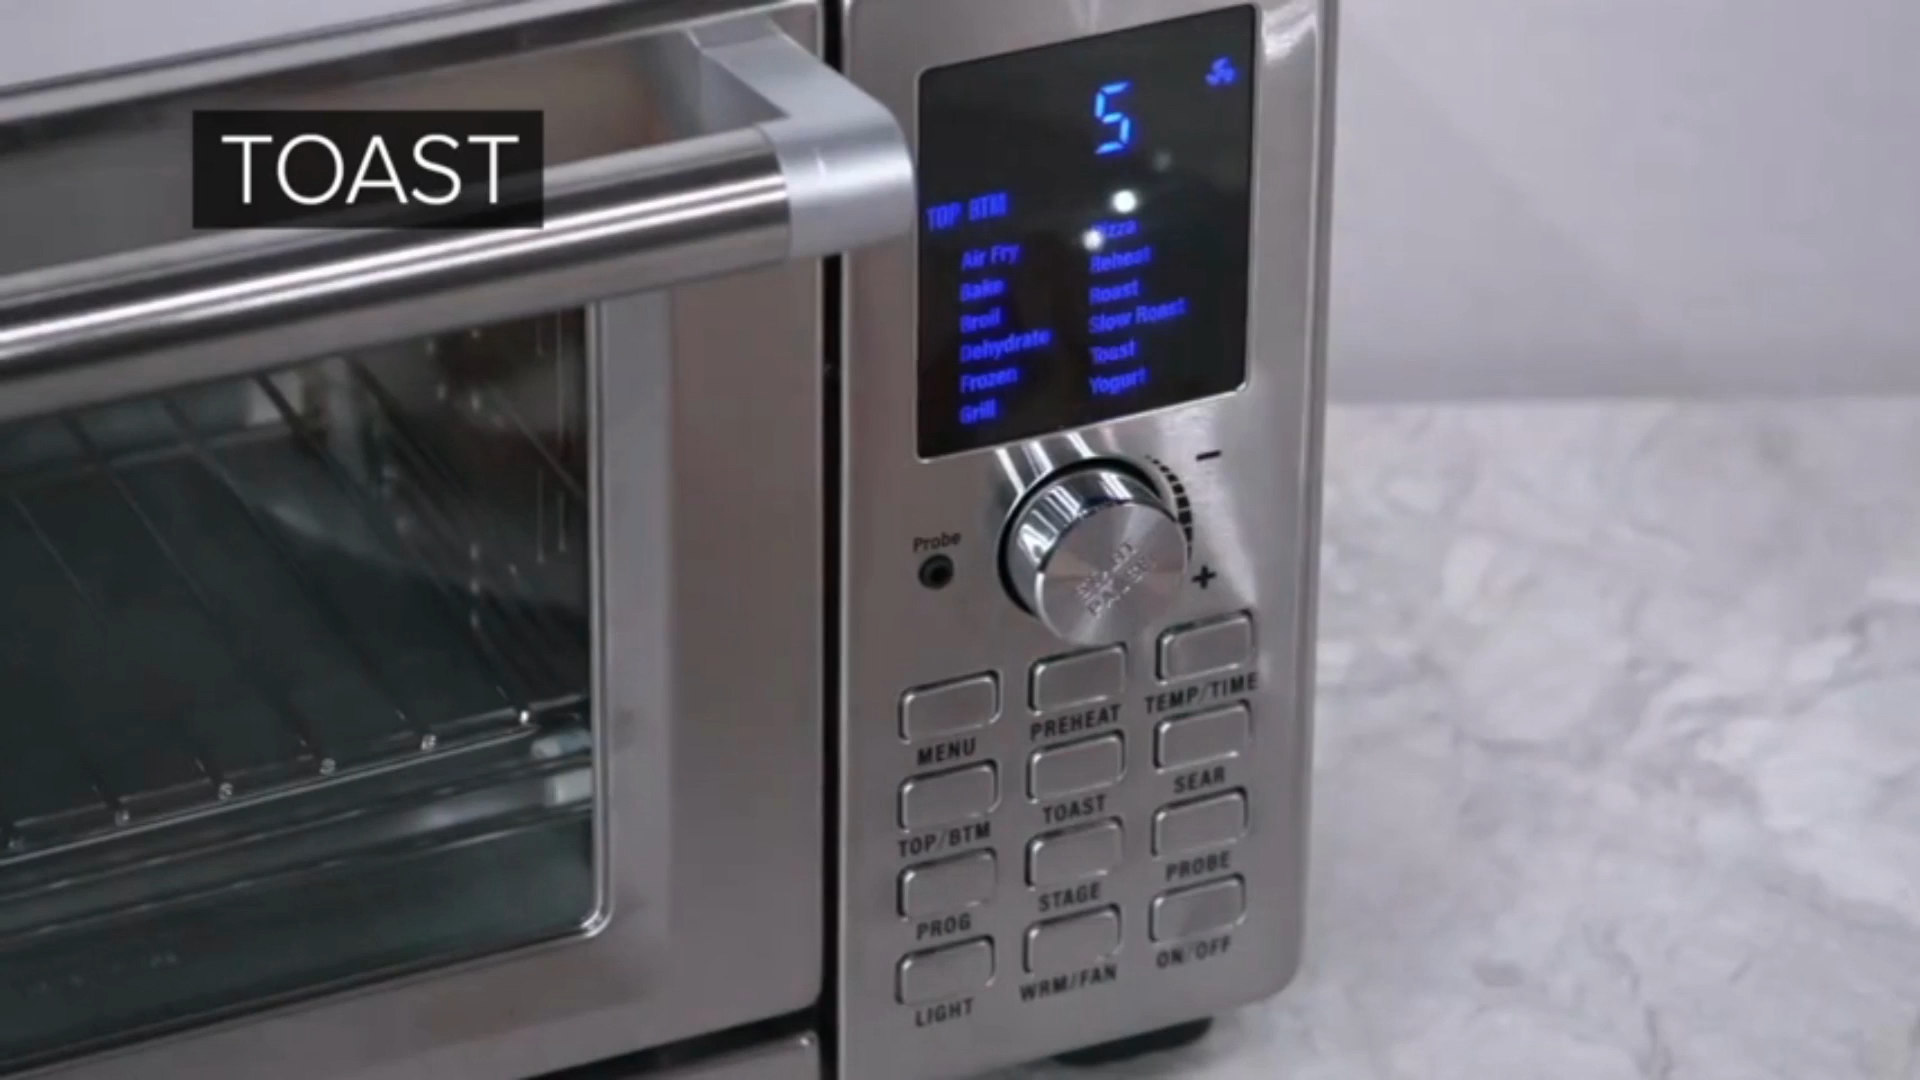 TOAST
5
TOP BTM
Air Fry
Bake
Broil
Dehydrate
Frozen
Grill
Pizza
Reheat
Roast
Slow Roast
Toast
Yogurt
Probe
-
+
MENU
PREHEAT
TEMP/TIME
TOP/BTM
TOAST
SEAR
PROG
STAGE
PROBE
LIGHT
WRM/FAN
ON/OFF